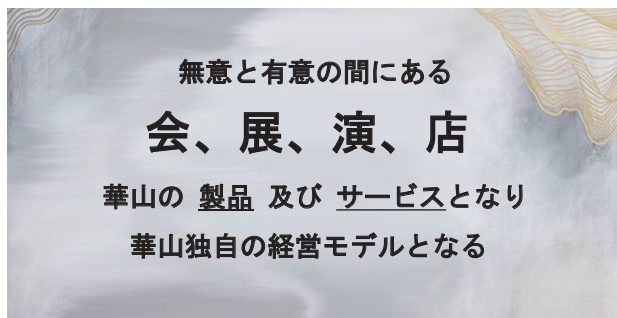 無意と有意の間にある
会、展、演、店
華山の 製品 及び サービスとなり
華山独自の経営モデルとなる